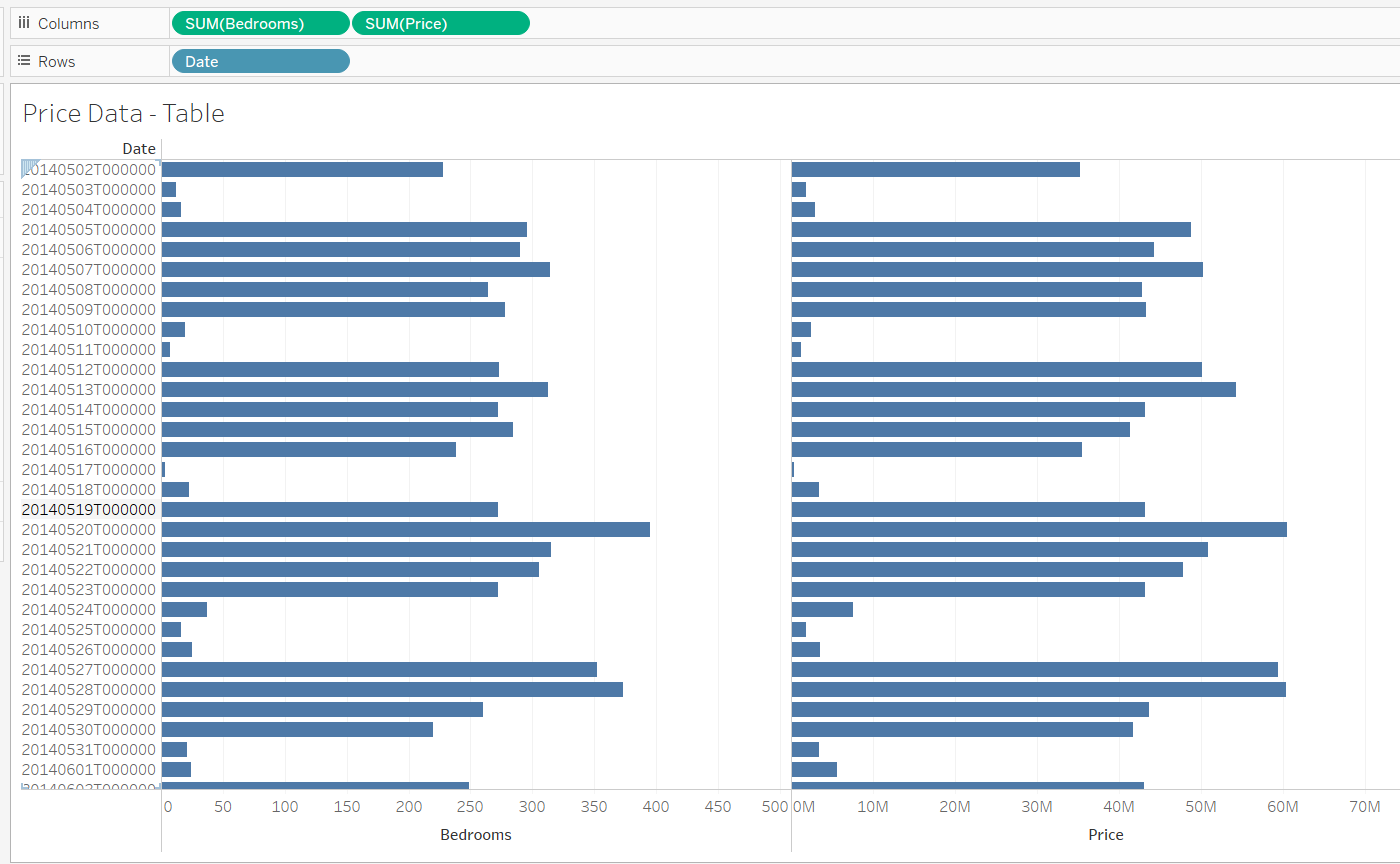 Columns SUM(Bedrooms) SUM(Price)
Rows Date
Price Data - Table
Date
20140502T000000
20140503T000000
20140504T000000
20140505T000000
20140506T000000
20140507T000000
20140508T000000
20140509T000000
20140510T000000
20140511T000000
20140512T000000
20140513T000000
20140514T000000
20140515T000000
20140516T000000
20140517T000000
20140518T000000
20140519T000000
20140520T000000
20140521T000000
20140522T000000
20140523T000000
20140524T000000
20140525T000000
20140526T000000
20140527T000000
20140528T000000
20140529T000000
20140530T000000
20140531T000000
20140601T000000
20140602T000000
0 50 100 150 200 250 300 350 400 450 500 0M 10M 20M 30M 40M 50M 60M 70M
Bedrooms Price